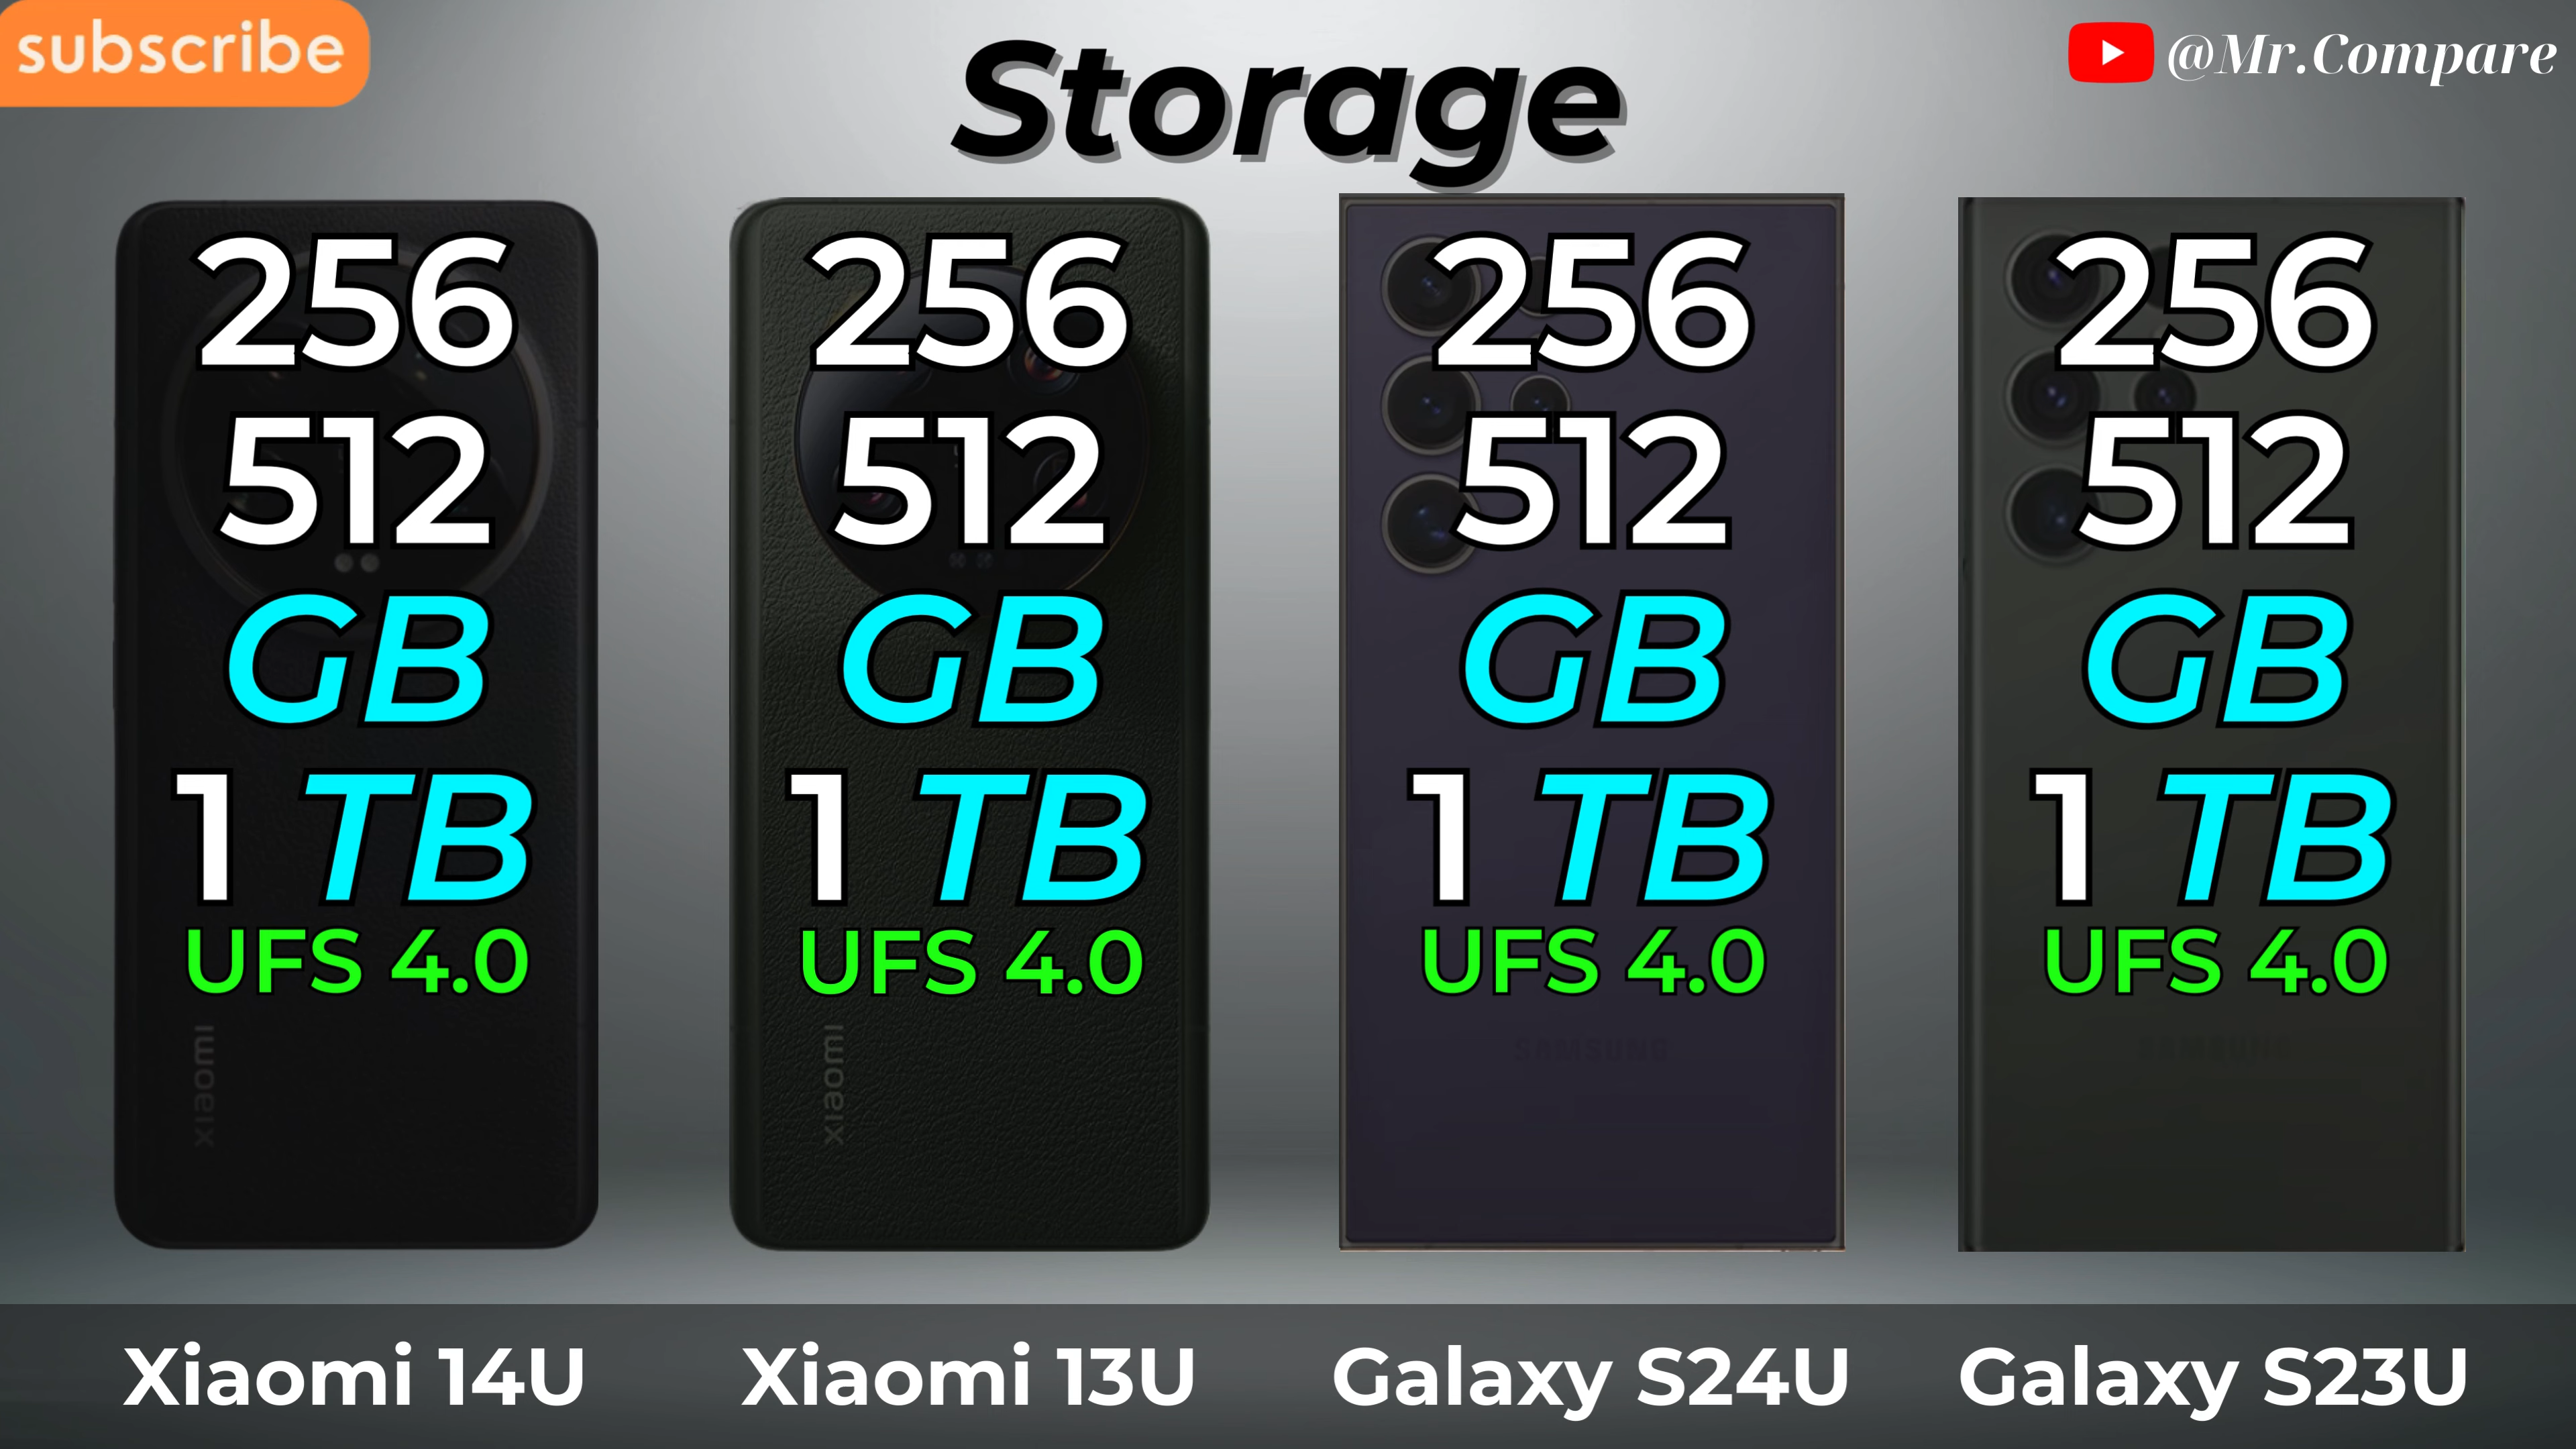 subscribe
Storage
@Mr.Compare
256
512
GB
1 TB
UFS 4.0
xiaomi
Xiaomi 14U
256
512
GB
1 TB
UFS 4.0
xiaomi
Xiaomi 13U
256
512
GB
1 TB
UFS 4.0
SAMSUNG
Galaxy S24U
256
512
GB
1 TB
UFS 4.0
SAMSUNG
Galaxy S23U